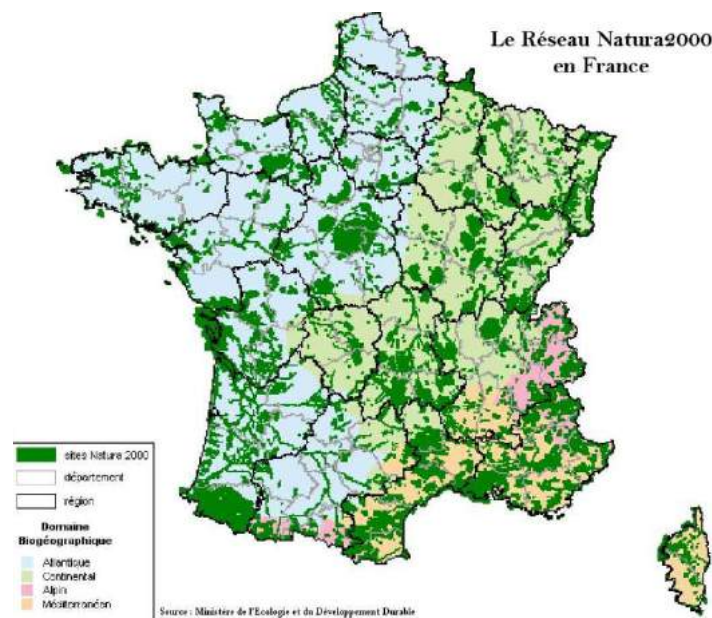 Le Réseau Natura2000
en France
sites Natura 2000
département
région
Domaine
Biogéographique
Atlantique
Continental
Alpin
Méditerranéen
Source : Ministère de l'Ecologie et du Développement Durable